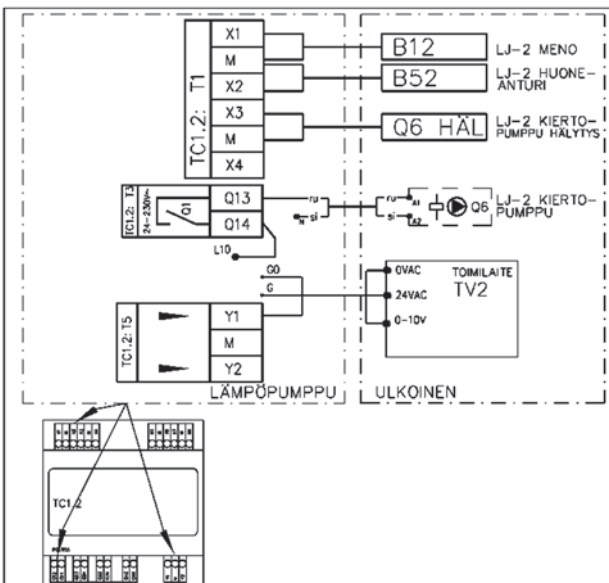 TC1.2: T1
X1
M
X2
X3
M
X4
B12
LJ-2 MENO
B52
LJ-2 HUONE-
ANTURI
Q6 HÄL
LJ-2 KIERTO-
PUMPPU HÄLYTYS
TC1.2: T3
24-230V~
Q1
Q13
Q14
L10
ru
N
si
ru
si
A1
A2
Q6
LJ-2 KIERTO-
PUMPPU
G0
G
TC1.2: T5
Y1
M
Y2
0VAC
24VAC
0-10V
TOIMILAITE
TV2
LÄMPÖPUMPPU
ULKOINEN
TC1.2